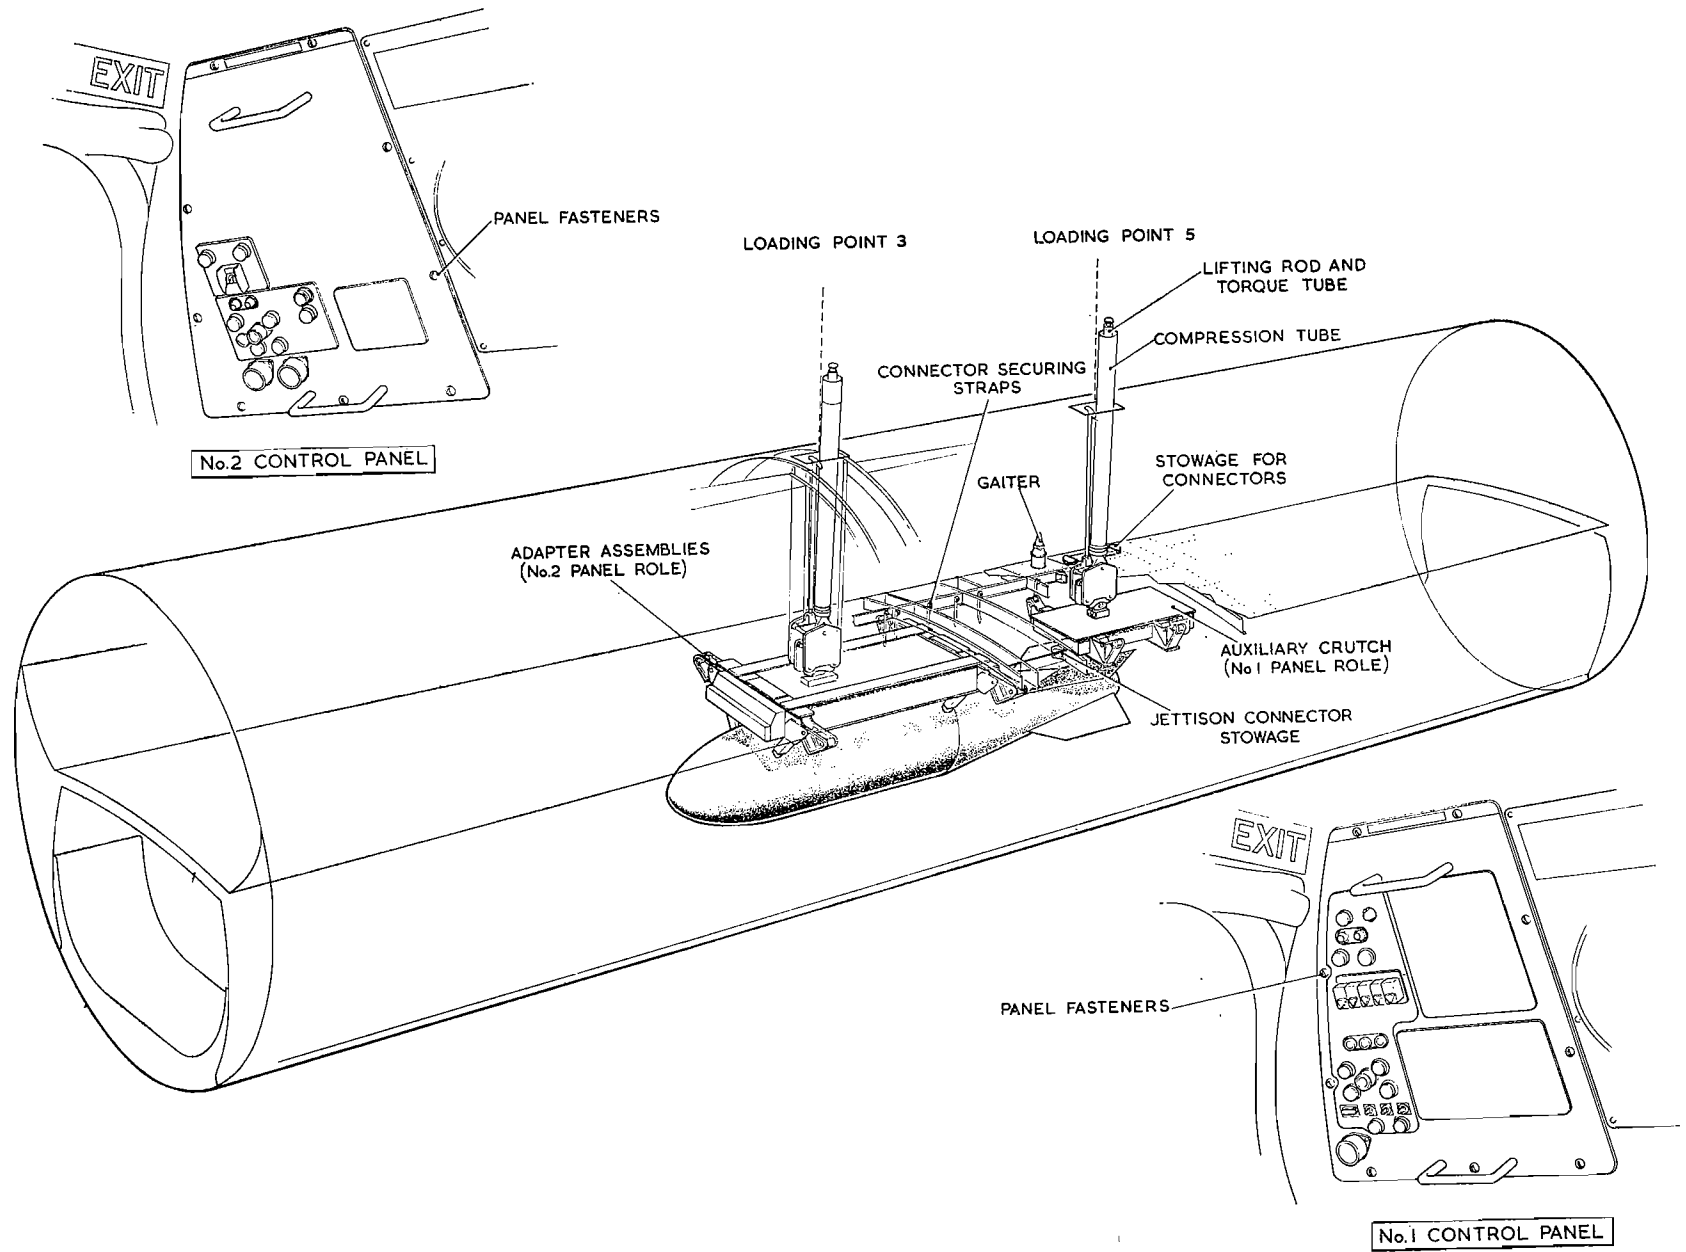 EXIT
PANEL FASTENERS
No.2 CONTROL PANEL
LOADING POINT 3
LOADING POINT 5
LIFTING ROD AND
TORQUE TUBE
COMPRESSION TUBE
CONNECTOR SECURING
STRAPS
GAITER
STOWAGE FOR
CONNECTORS
ADAPTER ASSEMBLIES
(No.2 PANEL ROLE)
AUXILIARY CRUTCH
(No.1 PANEL ROLE)
JETTISON CONNECTOR
STOWAGE
EXIT
PANEL FASTENERS
No.1 CONTROL PANEL